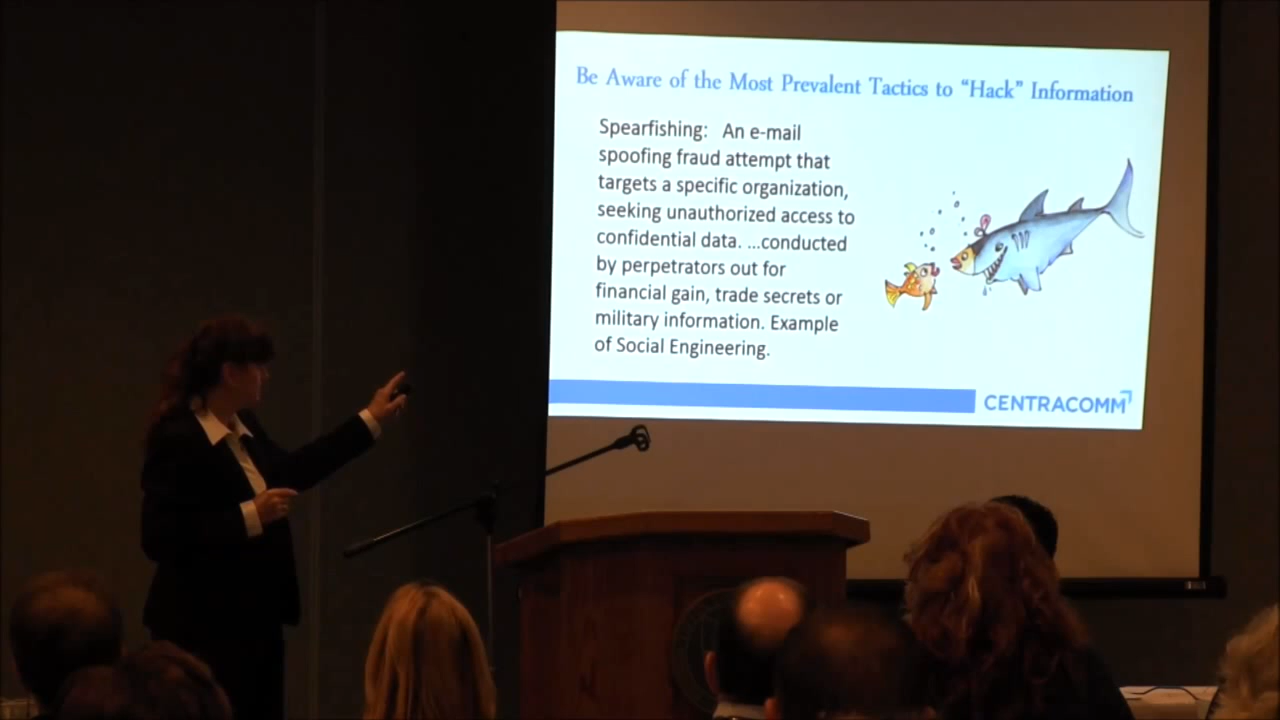 Be Aware of the Most Prevalent Tactics to “Hack” Information
Spearfishing: An e-mail
spoofing fraud attempt that
targets a specific organization,
seeking unauthorized access to
confidential data. ...conducted
by perpetrators out for
financial gain, trade secrets or
military information. Example
of Social Engineering.
CENTRACOMM